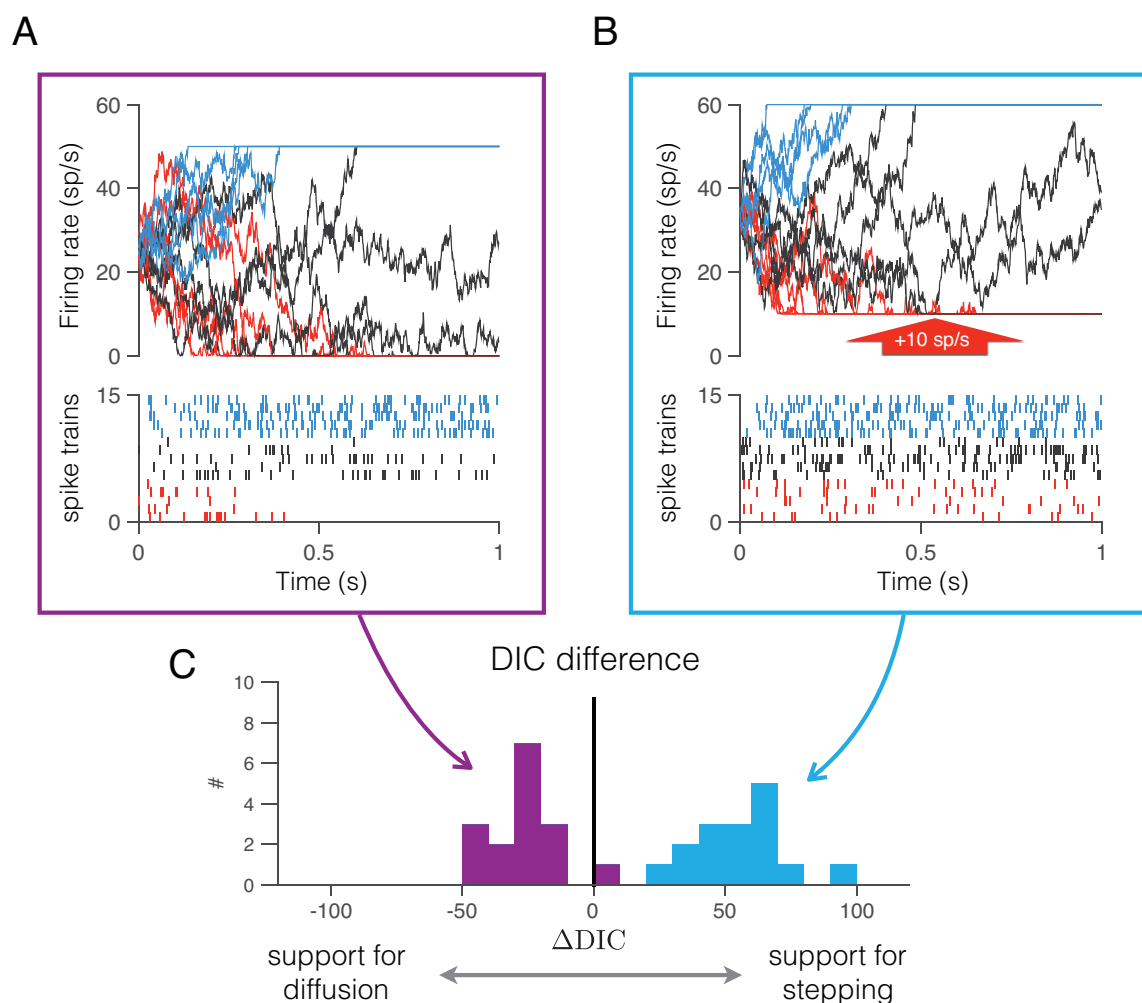 A
60
40
20
0
Firing rate (sp/s)
15
0
spike trains
0
0.5
1
Time (s)
B
60
40
20
0
Firing rate (sp/s)
+10 sp/s
15
0
spike trains
0
0.5
1
Time (s)
C
DIC difference
10
8
6
4
2
0
#
-100
-50
0
50
100
ΔDIC
support for
diffusion
support for
stepping